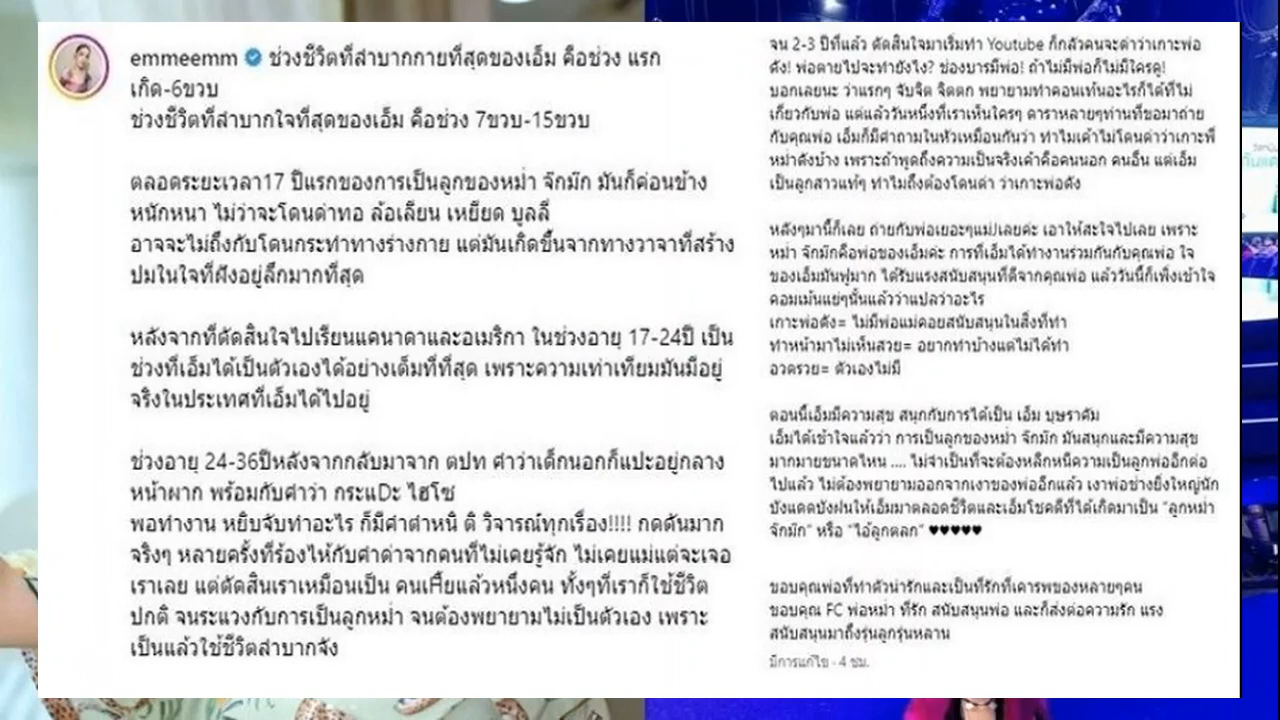 emmeemm ช่วงชีวิตที่ลำบากกายที่สุดของเอ็ม คือช่วง แรก
เกิด-6ขวบ
ช่วงชีวิตที่ลำบากใจที่สุดของเอ็ม คือช่วง 7ขวบ-15ขวบ
ตลอดระยะเวลา17 ปีแรกของการเป็นลูกของหม่ำ จ๊กม๊ก มันก็ค่อนข้าง
หนักหนา ไม่ว่าจะโดนด่าทอ ล้อเลียน เหยียด บูลลี่
อาจจะไม่ถึงกับโดนกระทำทางร่างกาย แต่มันเกิดขึ้นจากทางวาจาที่สร้าง
ปมในใจที่ฝังอยู่ลึกมากที่สุด
หลังจากที่ตัดสินใจไปเรียนแคนาดาและอเมริกา ในช่วงอายุ 17-24ปี เป็น
ช่วงที่เอ็มได้เป็นตัวเองได้อย่างเต็มที่ที่สุด เพราะความเท่าเทียมมันมีอยู่
จริงในประเทศที่เอ็มได้ไปอยู่
ช่วงอายุ 24-36ปีหลังจากกลับมาจาก ตปท คำว่าเด็กนอกก็แปะอยู่กลาง
หน้าผาก พร้อมกับคำว่า กระแDะ ไฮโซ
พอทำงาน หยิบจับทำอะไร ก็มีคำตำหนิ ติ วิจารณ์ทุกเรื่อง!!!! กดดันมาก
จริงๆ หลายครั้งที่ร้องไห้กับคำด่าจากคนที่ไม่เคยรู้จัก ไม่เคยแม่แต่จะเจอ
เราเลย แต่ตัดสินเราเหมือนเป็น คนเHี้ยแล้วหนึ่งคน ทั้งๆที่เราก็ใช้ชีวิต
ปกติ จนระแวงกับการเป็นลูกหม่ำ จนต้องพยายามไม่เป็นตัวเอง เพราะ
เป็นแล้วใช้ชีวิตลำบากจัง
จน 2-3 ปีที่แล้ว ตัดสินใจมาเริ่มทำ Youtube ก็กลัวคนจะด่าว่าเกาะพ่อ
ดัง! พ่อตายไปจะทำยังไง? ช่องบารมีพ่อ! ถ้าไม่มีพ่อก็ไม่มีใครดู!
บอกเลยนะ ว่าแรกๆ จับจิต จิตตก พยายามทำคอนเท้นอะไรก็ได้ที่ไม่
เกี่ยวกับพ่อ แต่แล้ววันหนึ่งที่เราเห็นใครๆ ดาราหลายๆท่านที่ขอมาถ่าย
กับคุณพ่อ เอ็มก็มีคำถามในหัวเหมือนกันว่า ทำไมเค้าไม่โดนด่าว่าเกาะพี่
หม่ำดังบ้าง เพราะถ้าพูดถึงความเป็นจริงเค้าคือคนนอก คนอื่น แต่เอ็ม
เป็นลูกสาวแท้ๆ ทำไมถึงต้องโดนด่า ว่าเกาะพ่อดัง
หลังๆมานี้ก็เลย ถ่ายกับพ่อเยอะๆแม่งเลยค่ะ เอาให้สะใจไปเลย เพราะ
หม่ำ จ๊กม๊กคือพ่อของเอ็มค่ะ การที่เอ็มได้ทำงานร่วมกันกับคุณพ่อ ใจ
ของเอ็มมันฟูมาก ได้รับแรงสนับสนุนที่ดีจากคุณพ่อ แล้ววันนี้ก็เพิ่งเข้าใจ
คอมเม้นแย่ๆนั้นแล้วว่าแปลว่าอะไร
เกาะพ่อดัง= ไม่มีพ่อแม่คอยสนับสนุนในสิ่งที่ทำ
ทำหน้ามาไม่เห็นสวย= อยากทำบ้างแต่ไม่ได้ทำ
อวดรวย= ตัวเองไม่มี
ตอนนี้เอ็มมีความสุข สนุกกับการได้เป็น เอ็ม บุษราคัม
เอ็มได้เข้าใจแล้วว่า การเป็นลูกของหม่ำ จ๊กม๊ก มันสนุกและมีความสุข
มากมายขนาดไหน .... ไม่จำเป็นที่จะต้องหลีกหนีความเป็นลูกพ่ออีกต่อ
ไปแล้ว ไม่ต้องพยายามออกจากเงาของพ่ออีกแล้ว เงาพ่อช่างยิ่งใหญ่นัก
บังแดดบังฝนให้เอ็มมาตลอดชีวิตและเอ็มโชคดีที่ได้เกิดมาเป็น "ลูกหม่ำ
จ๊กม๊ก" หรือ "ไอ้ลูกตลก" ♥♥♥♥♥
ขอบคุณพ่อที่ทำตัวน่ารักและเป็นที่รักที่เคารพของหลายๆคน
ขอบคุณ FC พ่อหม่ำ ที่รัก สนับสนุนพ่อ และก็ส่งต่อความรัก แรง
สนับสนุนมาถึงรุ่นลูกรุ่นหลาน
มีการแก้ไข · 4 ชม.